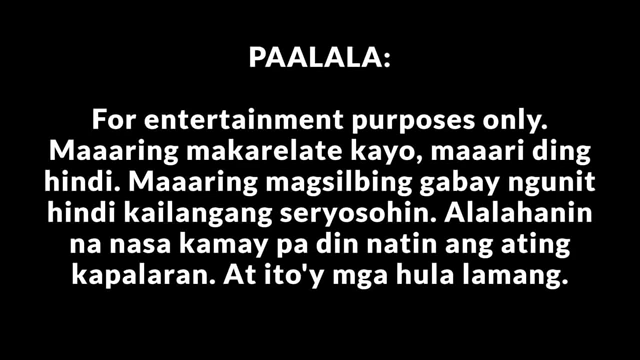 PAALALA:
For entertainment purposes only.
Maaaring makarelate kayo, maaari ding
hindi. Maaaring magsilbing gabay ngunit
hindi kailangang seryosohin. Alalahanin
na nasa kamay pa din natin ang ating
kapalaran. At ito'y mga hula lamang.